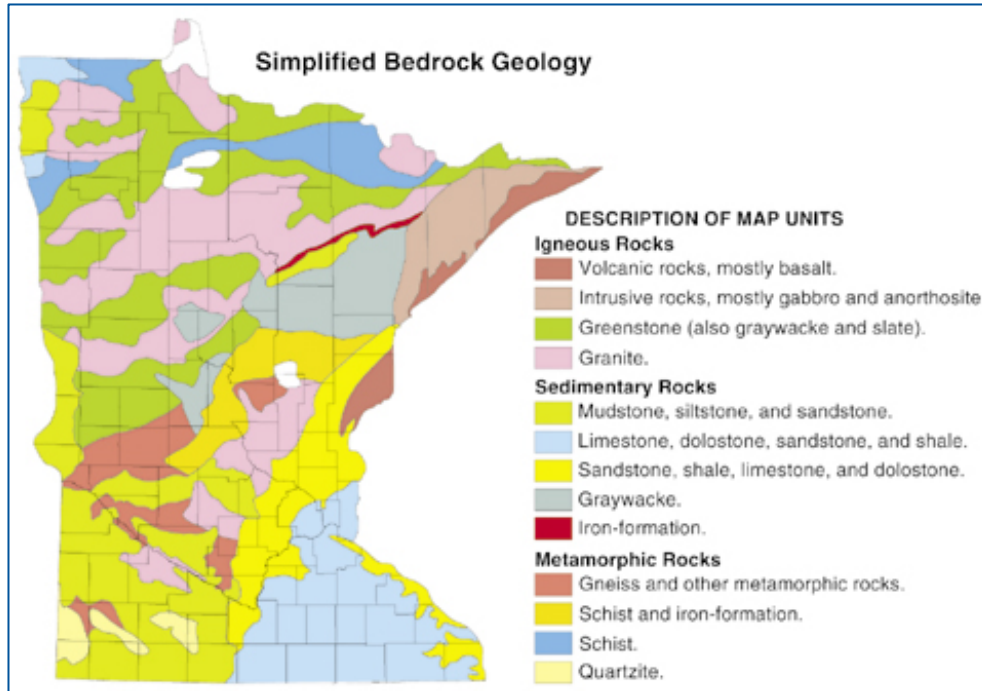 Simplified Bedrock Geology
DESCRIPTION OF MAP UNITS
Igneous Rocks
Volcanic rocks, mostly basalt.
Intrusive rocks, mostly gabbro and anorthosite
Greenstone (also graywacke and slate).
Granite.
Sedimentary Rocks
Mudstone, siltstone, and sandstone.
Limestone, dolostone, sandstone, and shale.
Sandstone, shale, limestone, and dolostone.
Graywacke.
Iron-formation.
Metamorphic Rocks
Gneiss and other metamorphic rocks.
Schist and iron-formation.
Schist.
Quartzite.